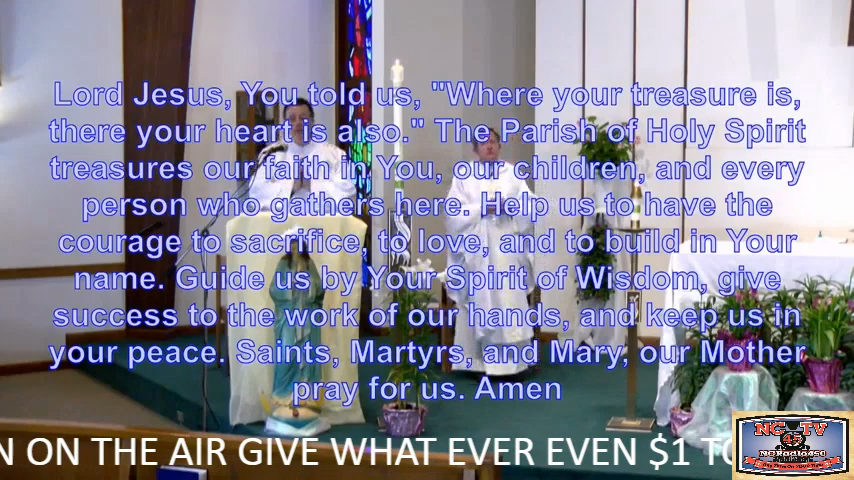 Lord Jesus, You told us, "Where your treasure is,
there your heart is also." The Parish of Holy Spirit
treasures our faith in You, our children, and every
person who gathers here. Help us to have the
courage to sacrifice, to love, and to build in Your
name. Guide us by Your Spirit of Wisdom, give
success to the work of our hands, and keep us in
your peace. Saints, Martyrs, and Mary, our Mother
pray for us. Amen
N ON THE AIR GIVE WHAT EVER EVEN $1 TO
NC TV
45
NCRadio450